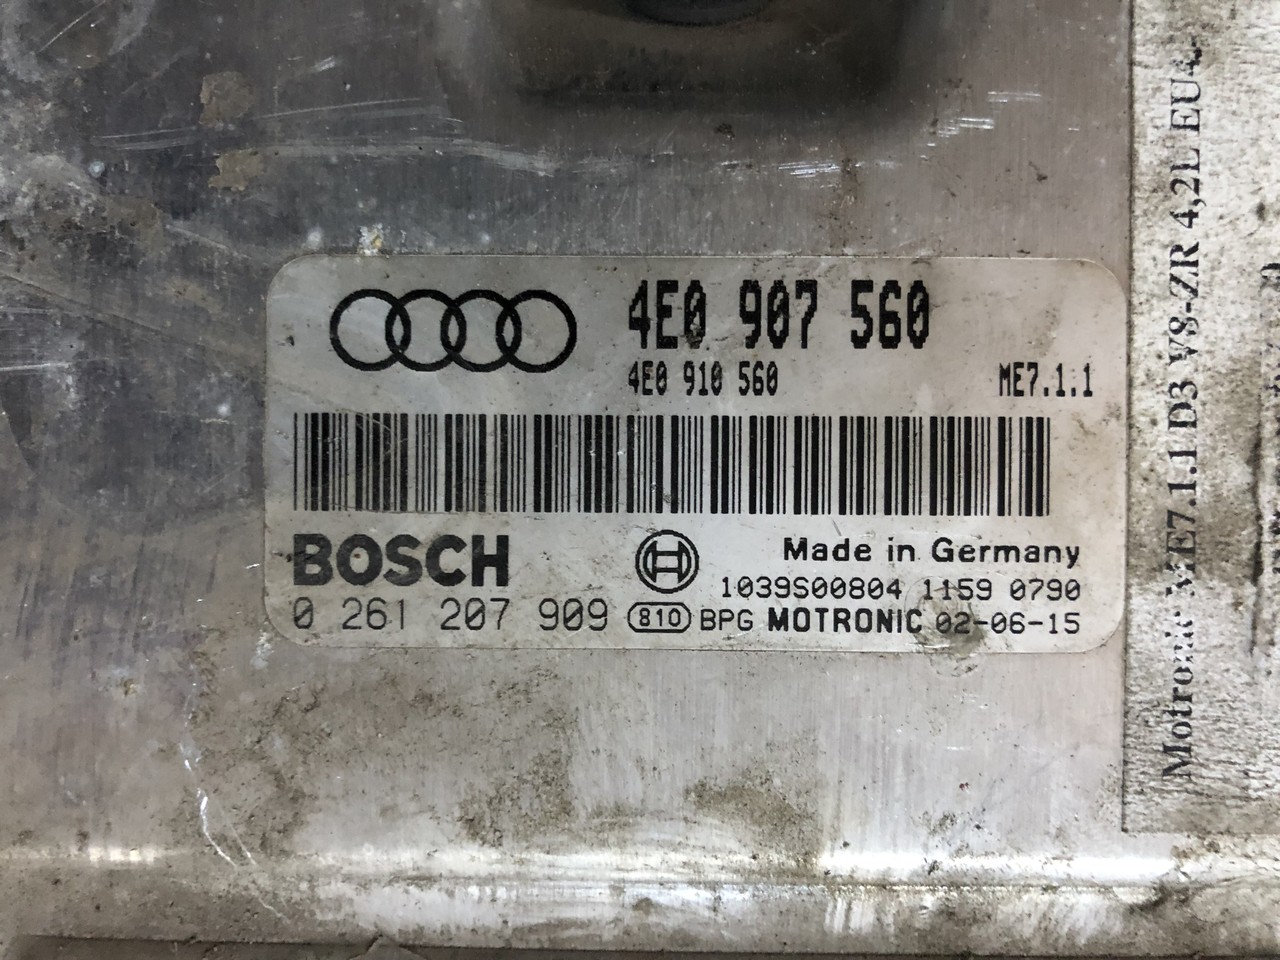 4E0 907 560
4E0 910 560 ME7.1.1
BOSCH
Made in Germany
1039S00804 1159 0790
0 261 207 909 810 BPG MOTRONIC 02-06-15
Motronic ME7.1.1 D3 V8-ZR 4,2L EU4